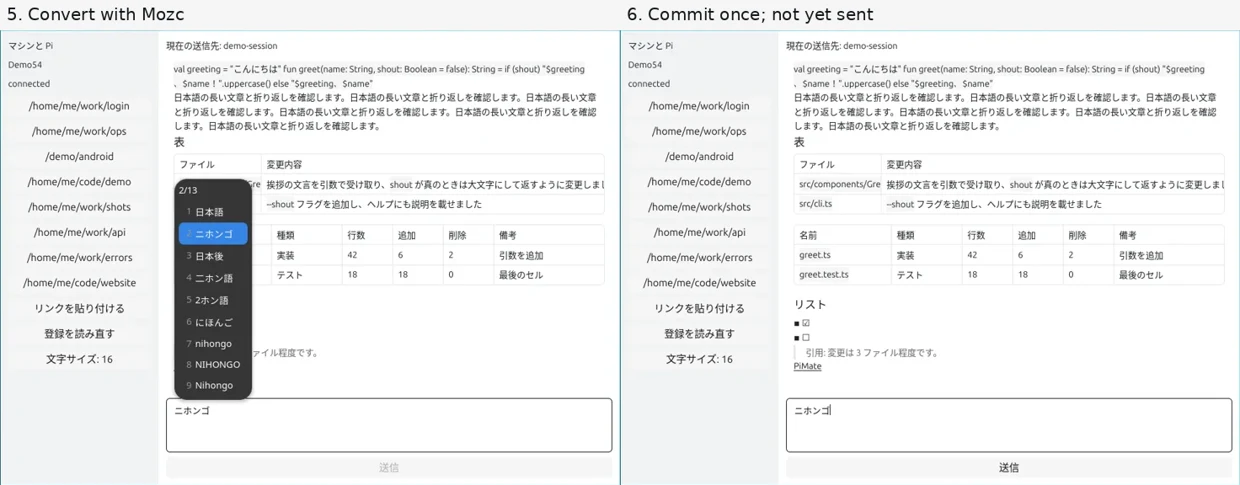 5. Convert with Mozc
マシンと Pi
Demo54
connected
/home/me/work/login
/home/me/work/ops
/demo/android
/home/me/code/demo
/home/me/work/shots
/home/me/work/api
/home/me/work/errors
/home/me/code/website
リンクを貼り付ける
登録を読み直す
文字サイズ: 16
現在の送信先: demo-session
val greeting = "こんにちは" fun greet(name: String, shout: Boolean = false): String = if (shout) "$greeting
、$name！".uppercase() else "$greeting、$name"
日本語の長い文章と折り返しを確認します。日本語の長い文章と折り返しを確認します。日本語の長い文章
と折り返しを確認します。日本語の長い文章と折り返しを確認します。日本語の長い文章と折り返しを確認
します。日本語の長い文章と折り返しを確認します。
表
ファイル 変更内容
Gre 挨拶の文言を引数で受け取り、shout が真のときは大文字にして返すように変更しまし
--shout フラグを追加し、ヘルプにも説明を載せました
種類 行数 追加 削除 備考
実装 42 6 2 引数を追加
テスト 18 18 0 最後のセル
ァイル程度です。
2/13
1 日本語
2 ニホンゴ
3 日本後
4 二ホン語
5 2ホン語
6 にほんご
7 nihongo
8 NIHONGO
9 Nihongo
ニホンゴ
送信
6. Commit once; not yet sent
マシンと Pi
Demo54
connected
/home/me/work/login
/home/me/work/ops
/demo/android
/home/me/code/demo
/home/me/work/shots
/home/me/work/api
/home/me/work/errors
/home/me/code/website
リンクを貼り付ける
登録を読み直す
文字サイズ: 16
現在の送信先: demo-session
val greeting = "こんにちは" fun greet(name: String, shout: Boolean = false): String = if (shout) "$greeting
、$name！".uppercase() else "$greeting、$name"
日本語の長い文章と折り返しを確認します。日本語の長い文章と折り返しを確認します。日本語の長い文章
と折り返しを確認します。日本語の長い文章と折り返しを確認します。日本語の長い文章と折り返しを確認
します。日本語の長い文章と折り返しを確認します。
表
ファイル 変更内容
src/components/Gre 挨拶の文言を引数で受け取り、shout が真のときは大文字にして返すように変更しまし
src/cli.ts --shout フラグを追加し、ヘルプにも説明を載せました
名前 種類 行数 追加 削除 備考
greet.ts 実装 42 6 2 引数を追加
greet.test.ts テスト 18 18 0 最後のセル
リスト
■ ☑
■ ☐
引用: 変更は 3 ファイル程度です。
PiMate
ニホンゴ
送信